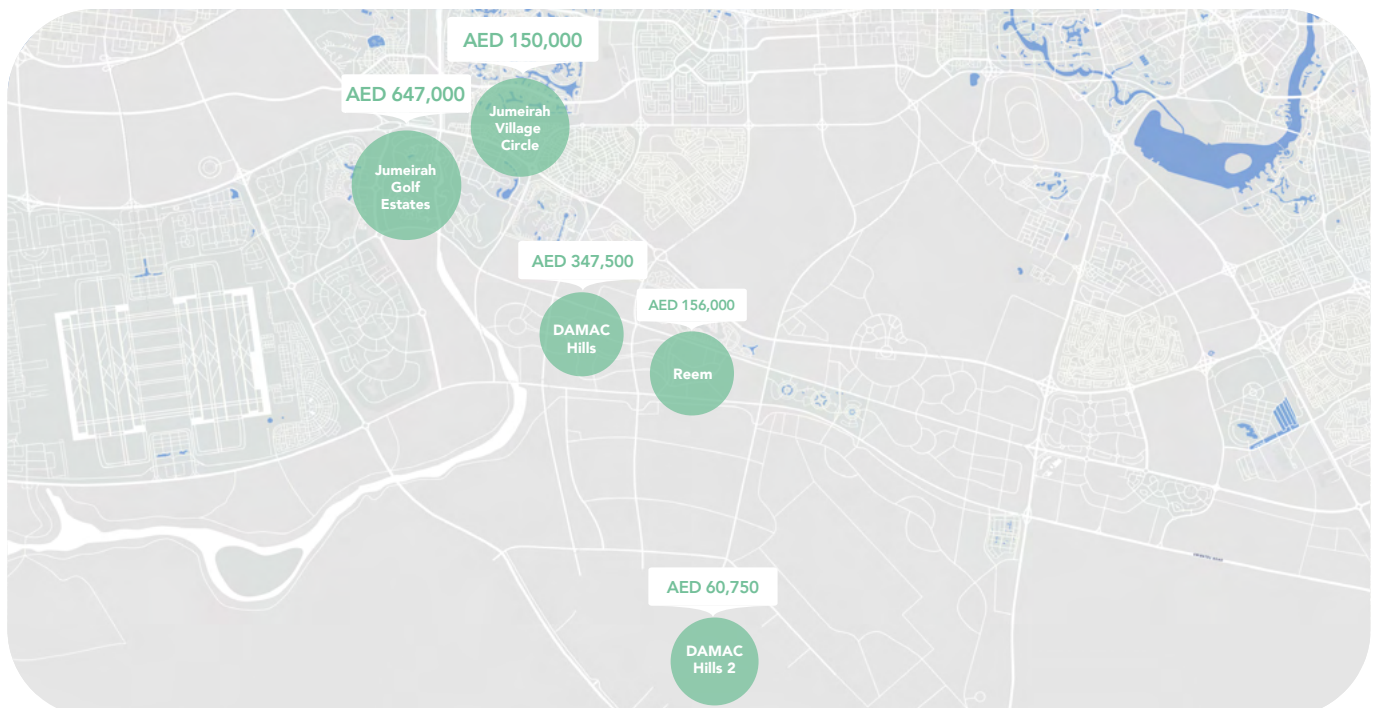 AED 150,000
Jumeirah
Village
Circle
AED 647,000
Jumeirah
Golf
Estates
AED 347,500
DAMAC
Hills
AED 156,000
Reem
AED 60,750
DAMAC
Hills 2